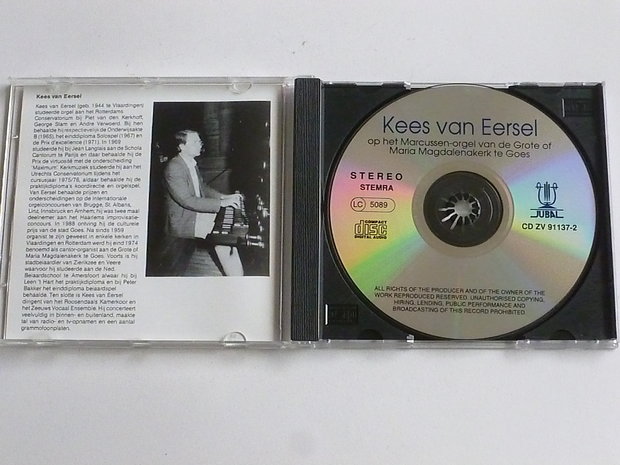 Kees van Eersel
Kees van Eersel (geb. 1944 te Vlaardingen)
studeerde orgel aan het Rotterdams
Conservatorium bij Piet van den Kerkhoff,
George Stam en Andre Verwoerd. Bij hen
behaalde hij respectievelijk de Onderwijsakte
B (1965), het einddiploma Solospel (1967) en
de Prix d'excellence (1971). In 1969
studeerde hij bij Jean Langlais aan de Schola
Cantorum te Parijs en daar behaalde hij de
Prix de virtuosité met de onderscheiding
'Maximum'. Kerkmuziek studeerde hij aan het
Utrechts Conservatorium tijdens het
cursusjaar 1975/76, aldaar behaalde hij de
praktijkdiploma's koordirectie en orgelspel.
Van Eersel behaalde prijzen en
onderscheidingen op de Internationale
orgelconcoursen van Brugge, St. Albans,
Linz, Innsbruck en Arnhem; hij was twee maal
deelnemer aan het Haarlems improvisatie-
concours. In 1988 ontving hij de culturele
prijs van de stad Goes. Na sinds 1959
organist te zijn geweest in enkele kerken in
Vlaardingen en Rotterdam werd hij eind 1974
benoemd als cantor-organist aan de Grote of
Maria Magdalenakerk te Goes. Voorts is hij
stadsbeiaardier van Zierikzee en Veere
waarvoor hij studeerde aan de Ned.
Beiaardschool te Amersfoort alwaar hij bij
Leen 't Hart het praktijkdiploma en bij Peter
Bakker het einddiploma beiaardspel
behaalde. Ten slotte is Kees van Eersel
dirigent van het Roosendaals Kamerkoor en
het Zeeuws Vocaal Ensemble. Hij concerteert
veelvuldig in binnen- en buitenland, maakte
tal van radio- en tv-opnamen en een aantal
grammofoonplaten.
Kees van Eersel
op het Marcussen-orgel van de Grote of
Maria Magdalenakerk te Goes
STEREO
STEMRA
LC 5089
COMPACT
disc
DIGITAL AUDIO
JUBAL
CD ZV 91137-2
ALL RIGHTS OF THE PRODUCER AND OF THE OWNER OF THE
WORK REPRODUCED RESERVED. UNAUTHORISED COPYING,
HIRING, LENDING, PUBLIC PERFORMANCE AND
BROADCASTING OF THIS RECORD PROHIBITED